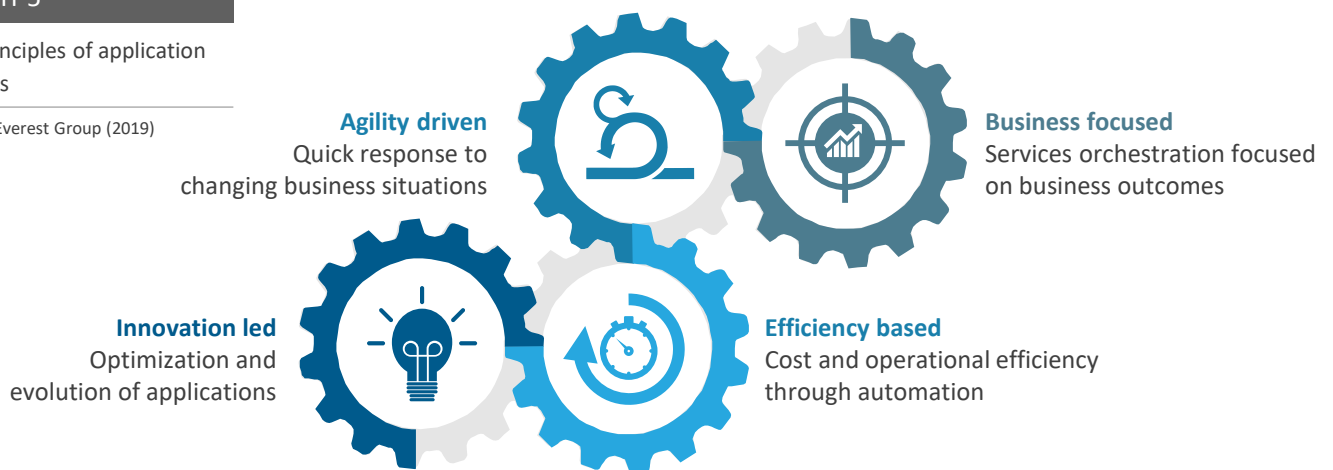 principles of application
Everest Group (2019)
Agility driven
Quick response to
changing business situations
Business focused
Services orchestration focused
on business outcomes
Innovation led
Optimization and
evolution of applications
Efficiency based
Cost and operational efficiency
through automation